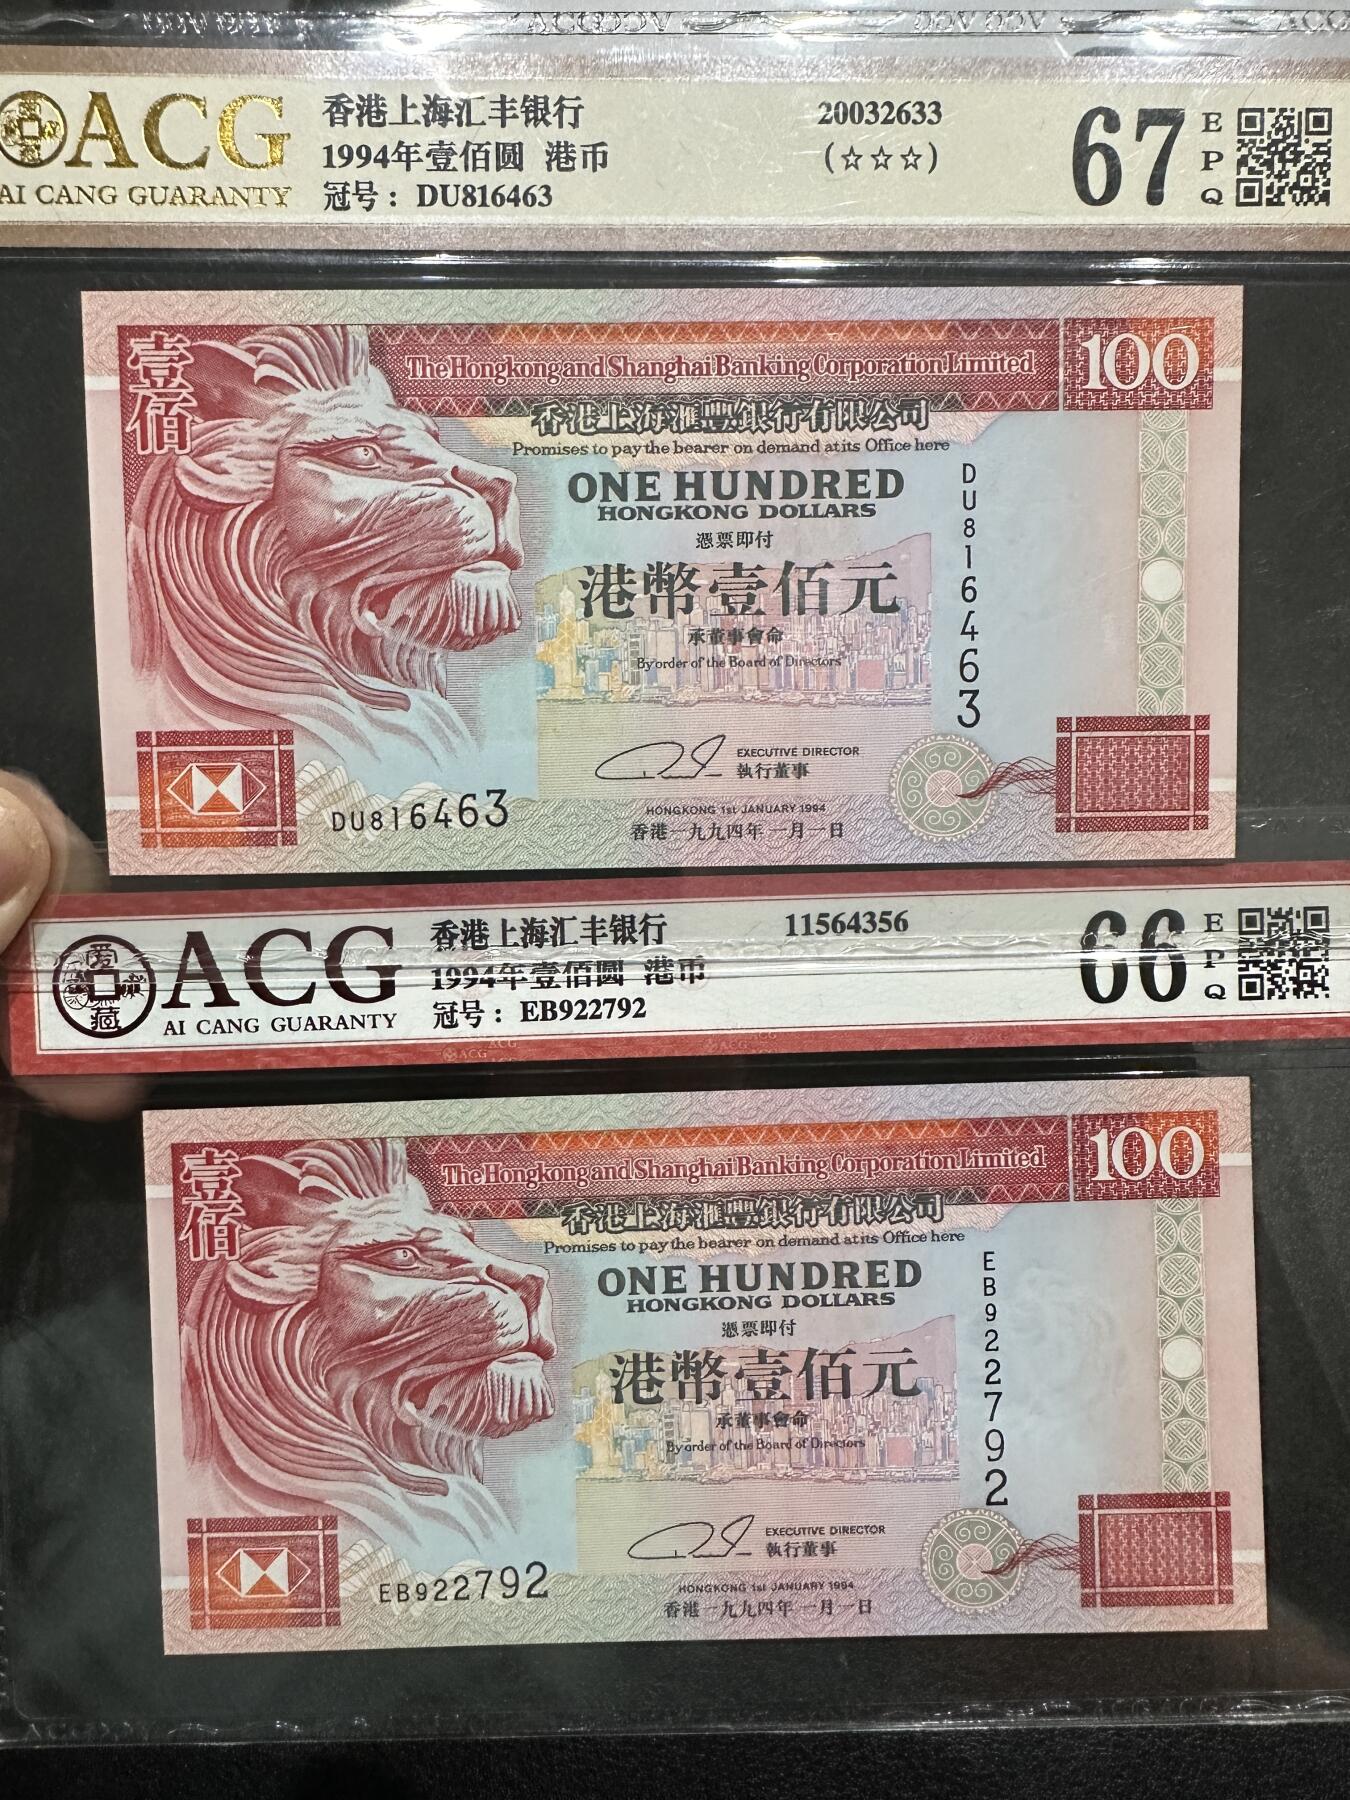 ACG
AI CANG GUARANTY
香港上海汇丰银行
1994年壹佰圆 港币
冠号：DU816463
20032633
(☆☆☆)
67
EPQ
壹佰
The Hongkong and Shanghai Banking Corporation Limited
100
香港上海滙豐銀行有限公司
Promises to pay the bearer on demand at its Office here
ONE HUNDRED
HONGKONG DOLLARS
憑票即付
港幣壹佰元
承董事會命
By order of the Board of Directors
DU816463
EXECUTIVE DIRECTOR
執行董事
DU816463
HONGKONG 1st JANUARY 1994
香港一九九四年一月一日
爱藏
ACG
AI CANG GUARANTY
香港上海汇丰银行
1994年壹佰圆 港币
冠号：EB922792
11564356
66
EPQ
壹佰
The Hongkong and Shanghai Banking Corporation Limited
100
香港上海滙豐銀行有限公司
Promises to pay the bearer on demand at its Office here
ONE HUNDRED
HONGKONG DOLLARS
憑票即付
港幣壹佰元
承董事會命
By order of the Board of Directors
EB922792
EXECUTIVE DIRECTOR
執行董事
EB922792
HONGKONG 1st JANUARY 1994
香港一九九四年一月一日